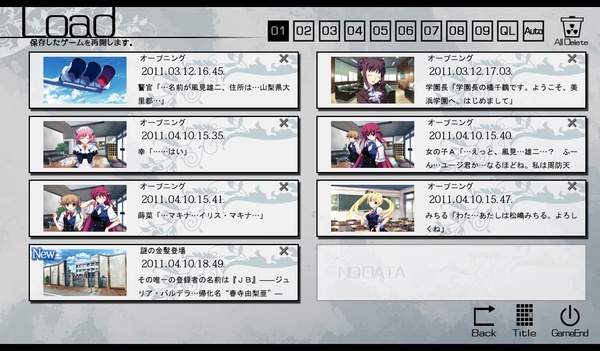 Load
保存したゲームを再開します。
01 02 03 04 05 06 07 08 09 QL Auto
All Delete
オープニング
2011.03.12.16.45.
警官「…名前が風見雄二、住所は…山梨県大
里郡…」
オープニング
2011.03.12.17.03.
学園長「学園長の橘千鶴です。ようこそ、美
浜学園へ。はじめまして」
オープニング
2011.04.10.15.35.
幸「……はい」
オープニング
2011.04.10.15.40.
女の子A「…えっと、風見…雄二…？　ふー
ん…ユージ君か…なるほどね。私は周防天
オープニング
2011.04.10.15.41.
蒔菜「…マキナ…イリス・マキナ…」
オープニング
2011.04.10.15.47.
みちる「わた…あたしは松嶋みちる。よろし
くね」
New
謎の金髪登場
2011.04.10.18.49.
その唯一の登録者の名前は『ＪＢ』――ジュ
リア・バルデラ…帰化名“春寺由梨亜”―
NO DATA
Back
Title
GameEnd